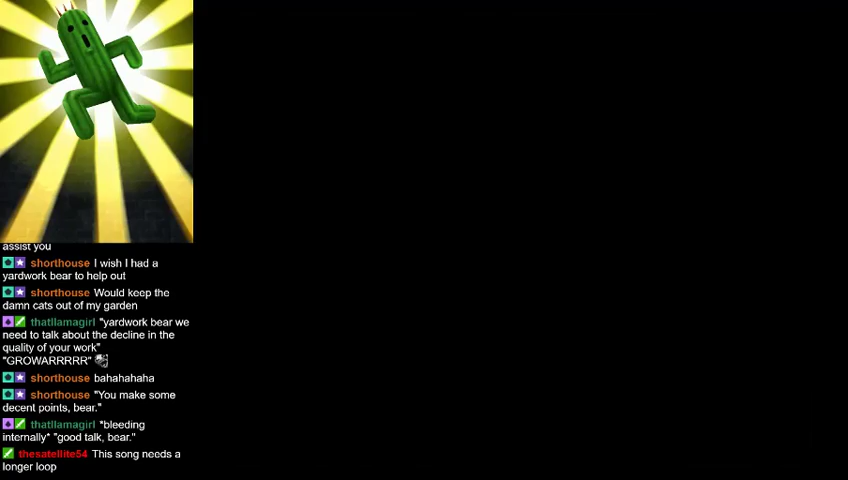 assist you
shorthouse I wish I had a
yardwork bear to help out
shorthouse Would keep the
damn cats out of my garden
thatllamagirl "yardwork bear we
need to talk about the decline in the
quality of your work"
"GROWARRRRR"
shorthouse bahahahaha
shorthouse "You make some
decent points, bear."
thatllamagirl *bleeding
internally* "good talk, bear."
thesatellite54 This song needs a
longer loop